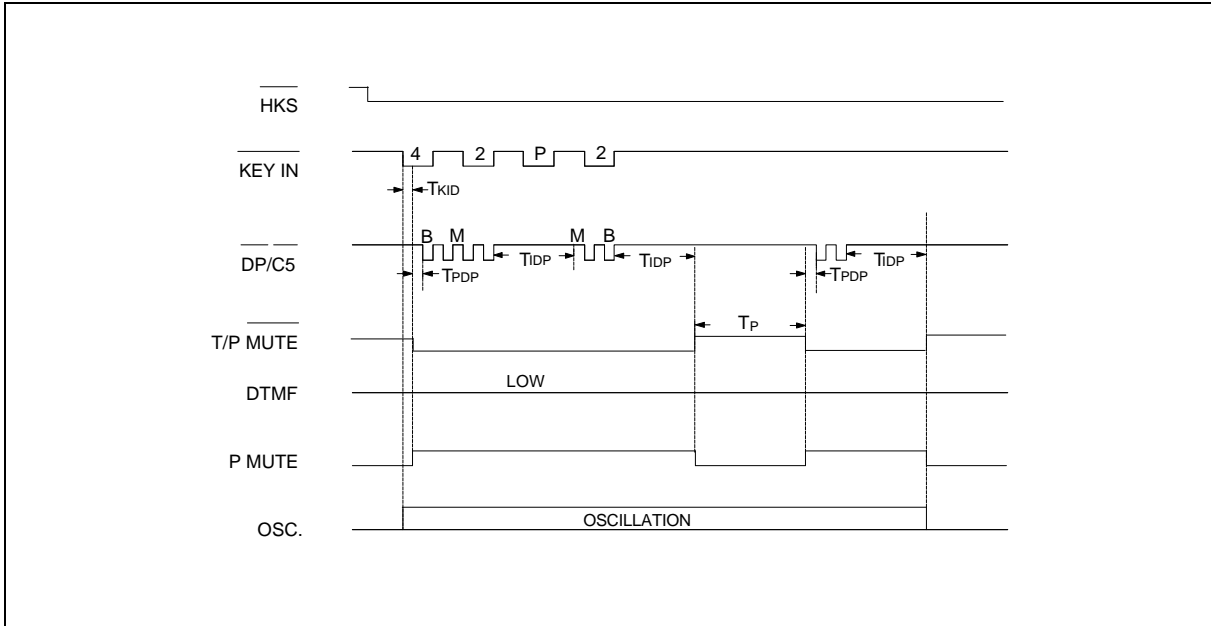 HKS
4 2 P 2
KEY IN
TKID
B M M B
DP/C5
TIDP TIDP TIDP
TPDP TPDP
TP
T/P MUTE
LOW
DTMF
P MUTE
OSCILLATION
OSC.